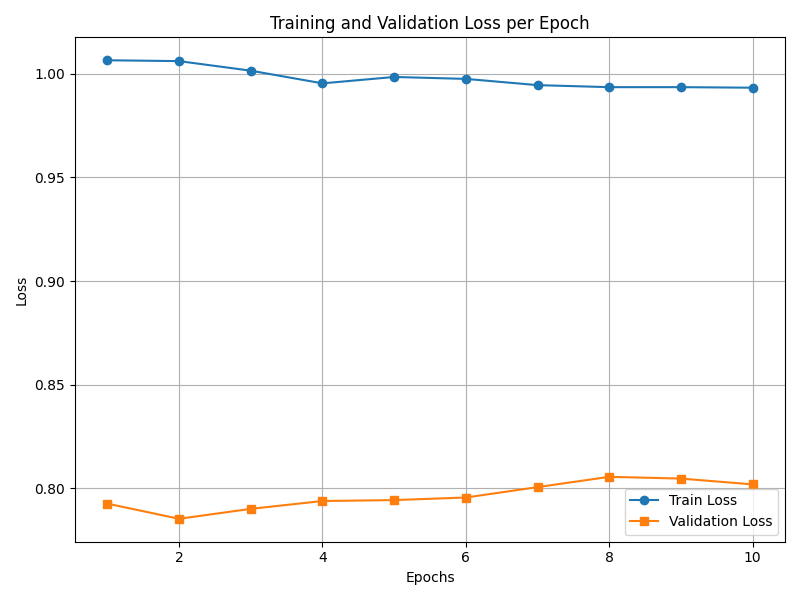 Training and Validation Loss per Epoch
1.00
0.95
0.90
0.85
0.80
Loss
2
4
6
8
10
Epochs
Train Loss
Validation Loss